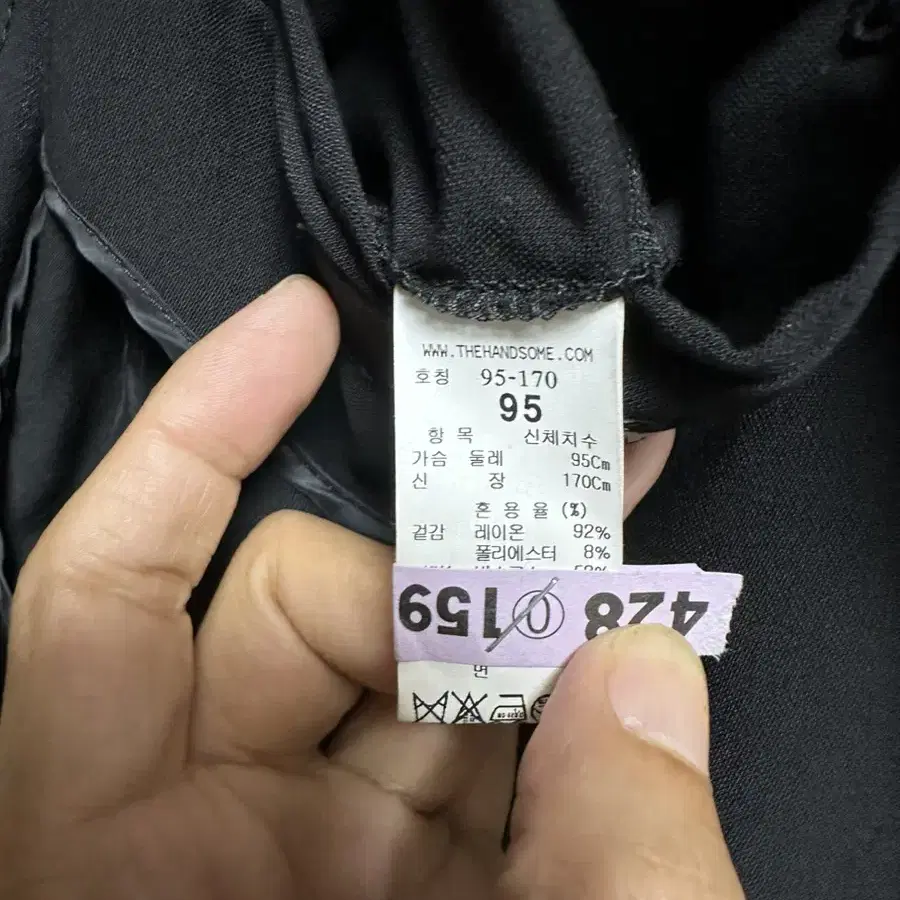 WWW.THEHANDSOME.COM
호칭 95-170
95
항 목 신체치수
가슴 둘레 95Cm
신 장 170Cm
혼 용 율 (%)
겉감 레이온 92%
폴리에스터 8%
428 0 159
면